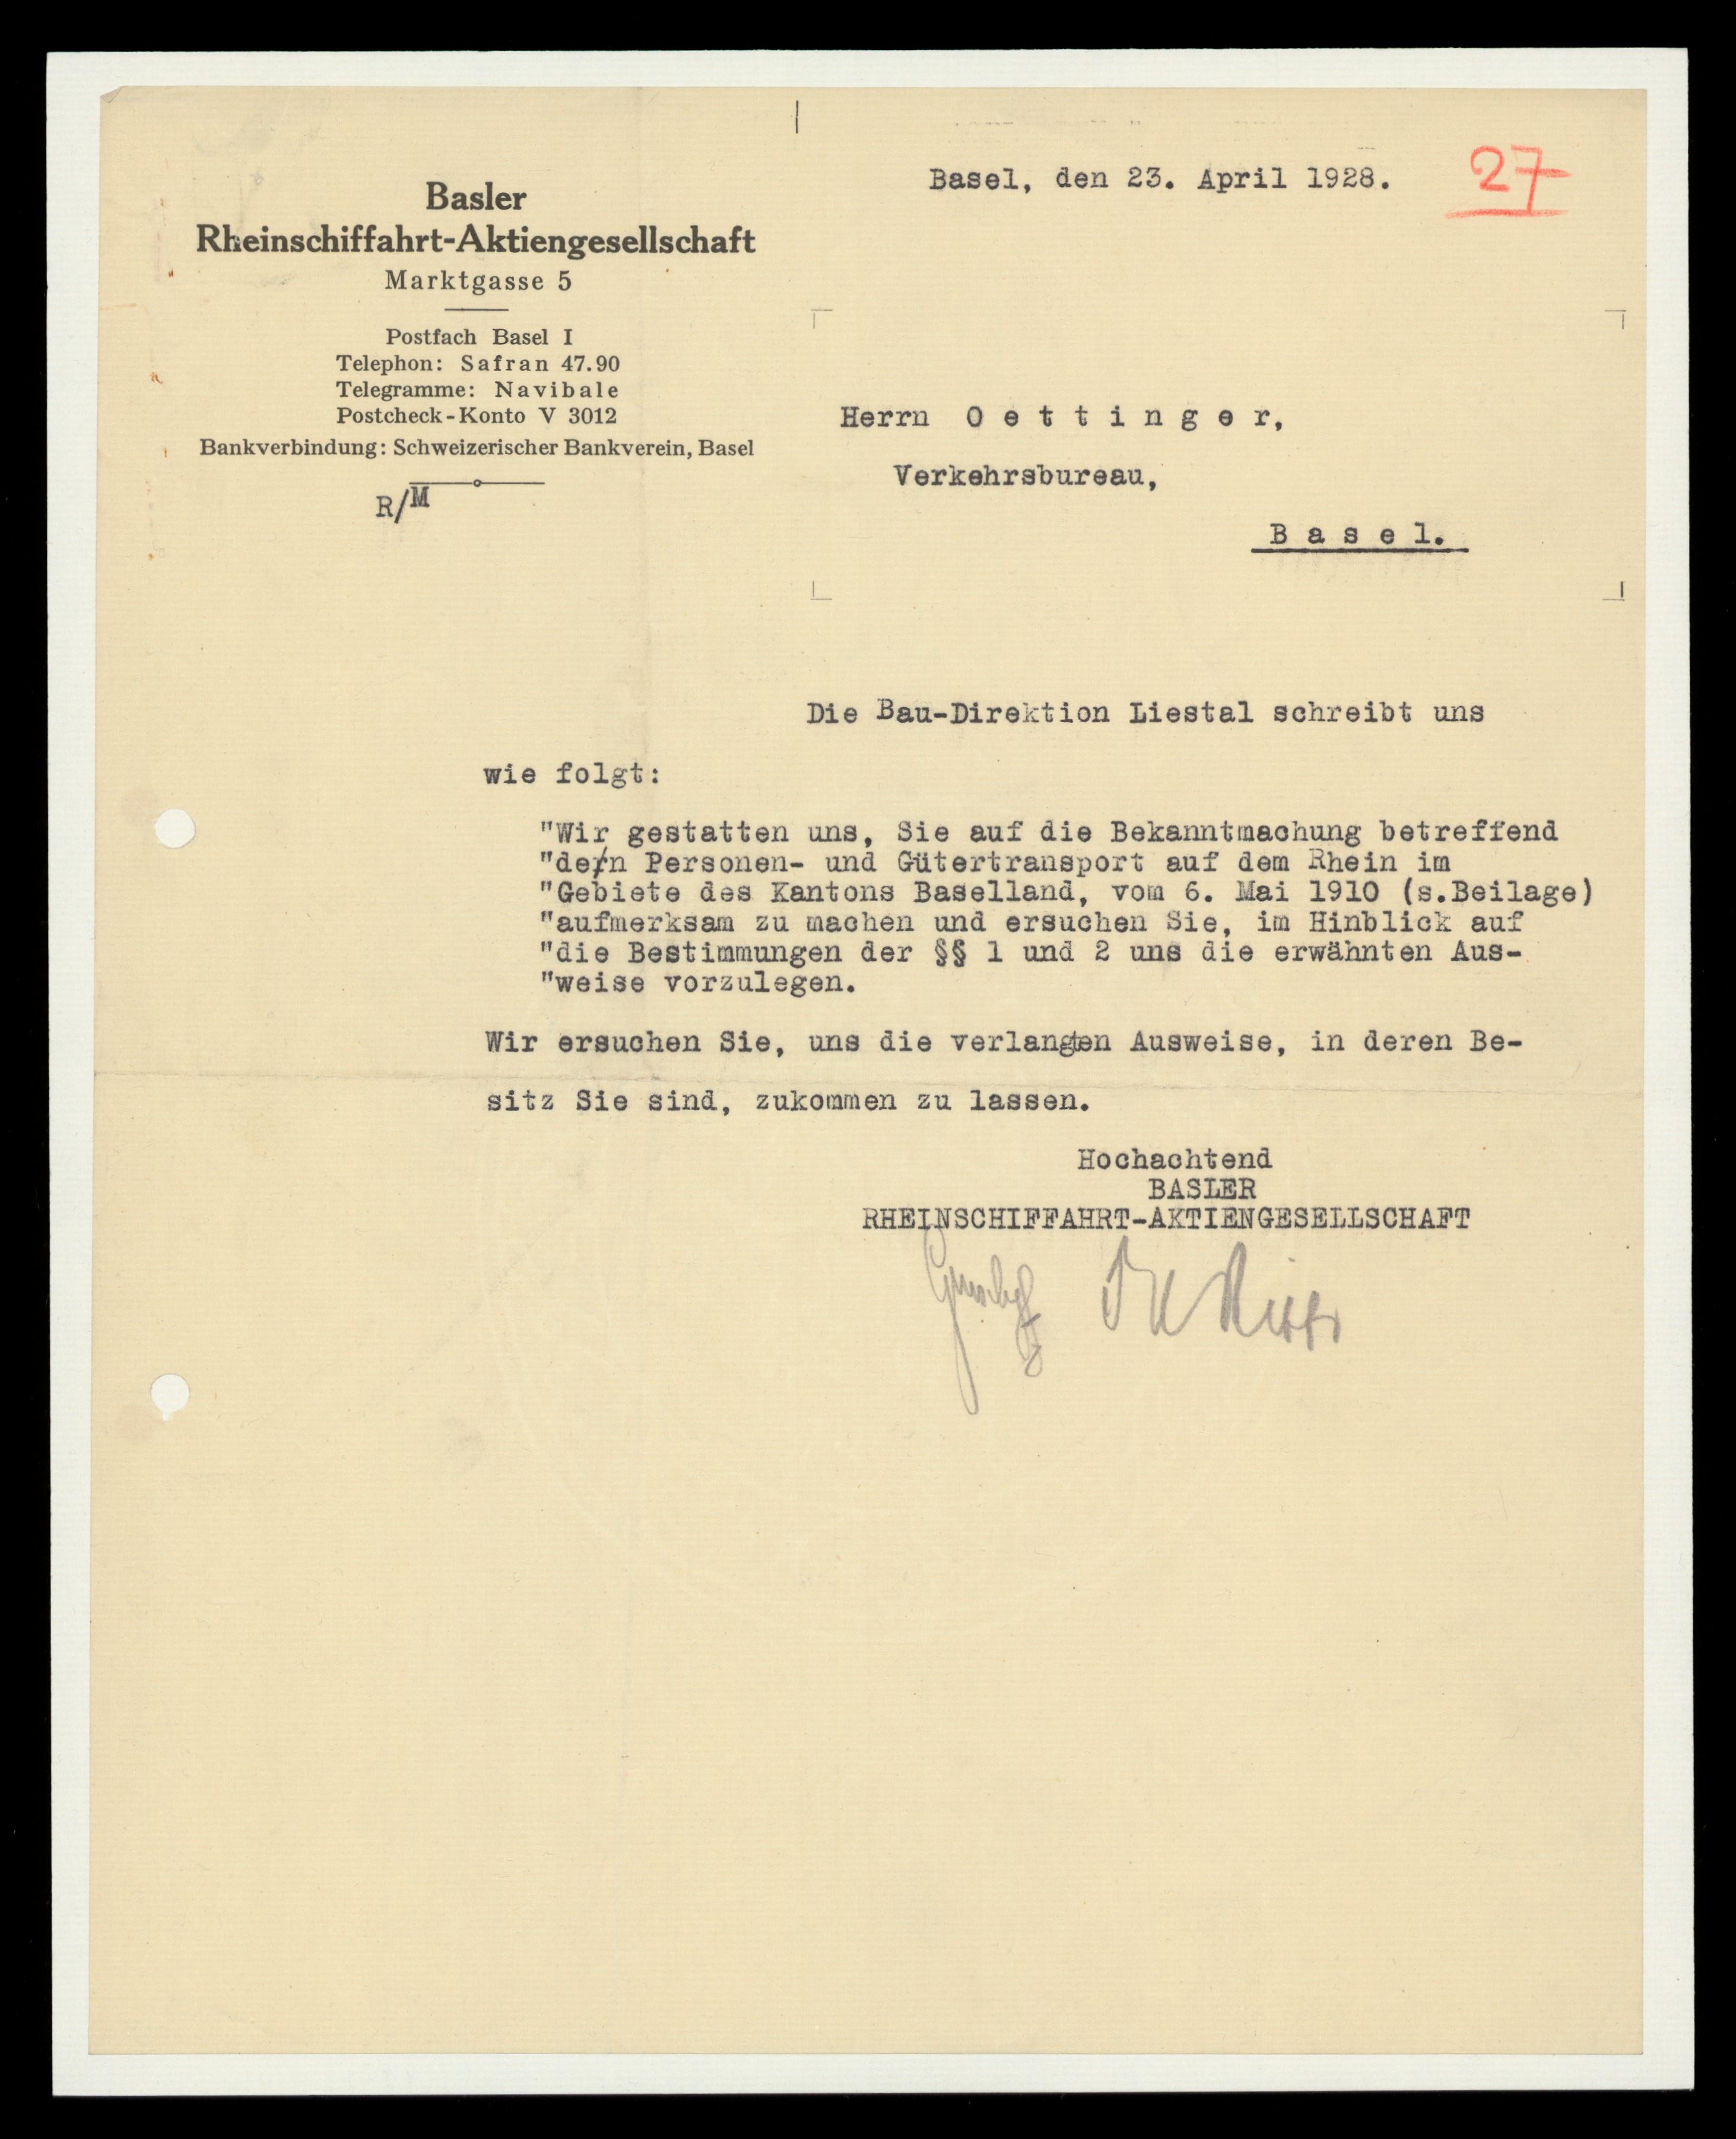 Basel, den 23. April 1928.
27
Basler
Rheinschiffahrt-Aktiengesellschaft
Marktgasse 5
Postfach Basel I
Telephon: Safran 47.90
Telegramme: Navibale
Postcheck-Konto V 3012
Bankverbindung: Schweizerischer Bankverein, Basel
R/M
Herrn O e t t i n g e r,
Verkehrsbureau,
B a s e l.
Die Bau-Direktion Liestal schreibt uns
wie folgt:
"Wir gestatten uns, Sie auf die Bekanntmachung betreffend
"den Personen- und Gütertransport auf dem Rhein im
"Gebiete des Kantons Baselland, vom 6. Mai 1910 (s.Beilage)
"aufmerksam zu machen und ersuchen Sie, im Hinblick auf
"die Bestimmungen der §§ 1 und 2 uns die erwähnten Aus-
"weise vorzulegen.
Wir ersuchen Sie, uns die verlangten Ausweise, in deren Be-
sitz Sie sind, zukommen zu lassen.
Hochachtend
BASLER
RHEINSCHIFFAHRT-AKTIENGESELLSCHAFT